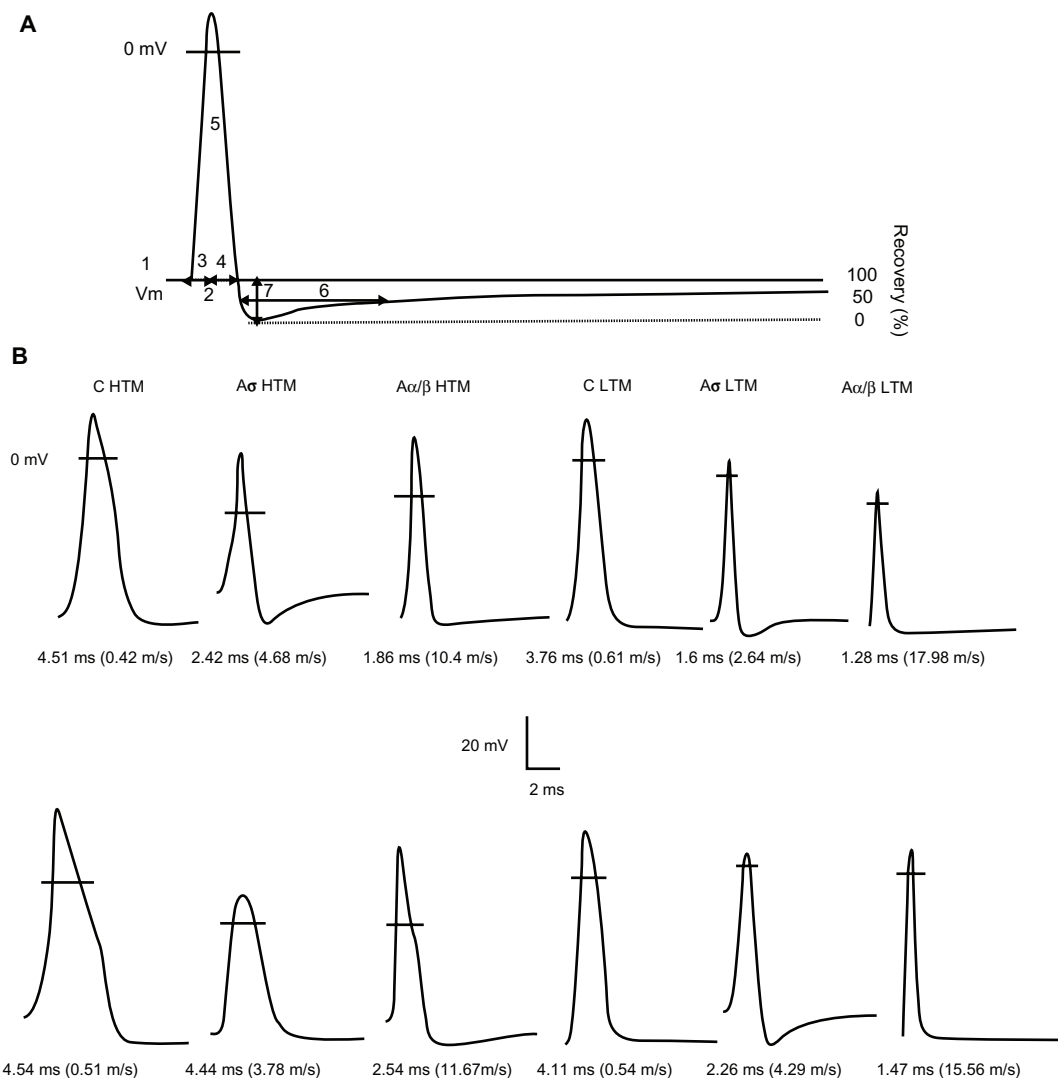 A
0 mV
5
1
3 4
Vm
2
7 6
100
50
0
Recovery (%)
B
C HTM Aσ HTM Aα/β HTM C LTM Aσ LTM Aα/β LTM
0 mV
4.51 ms (0.42 m/s) 2.42 ms (4.68 m/s) 1.86 ms (10.4 m/s) 3.76 ms (0.61 m/s) 1.6 ms (2.64 m/s) 1.28 ms (17.98 m/s)
20 mV
2 ms
4.54 ms (0.51 m/s) 4.44 ms (3.78 m/s) 2.54 ms (11.67m/s) 4.11 ms (0.54 m/s) 2.26 ms (4.29 m/s) 1.47 ms (15.56 m/s)